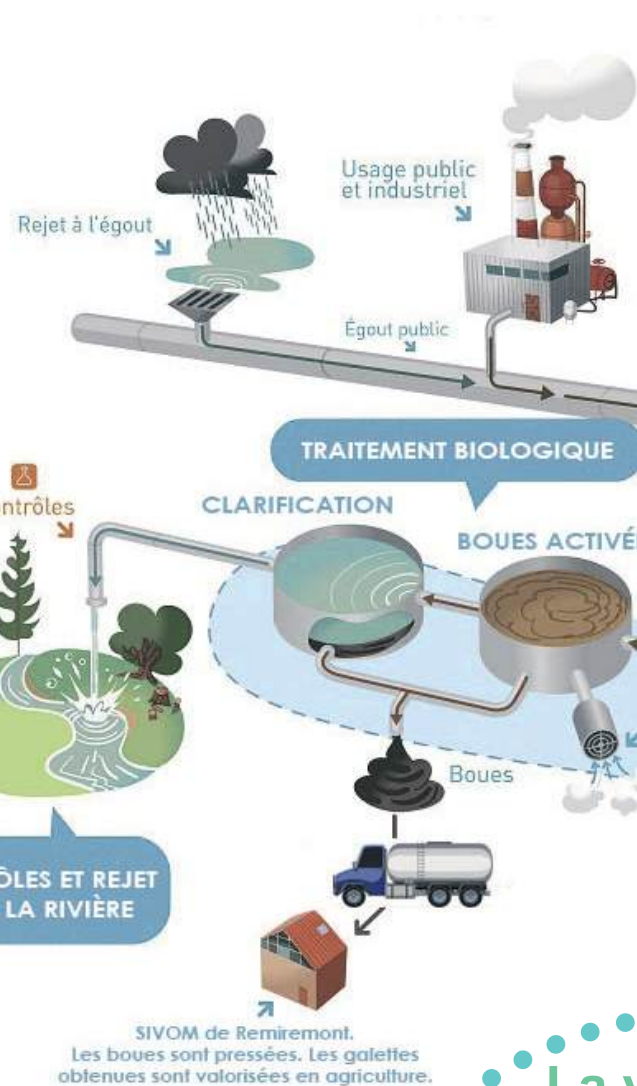 Usage public
et industriel
Rejet à l'égout
Égout public
TRAITEMENT BIOLOGIQUE
ntrôles
CLARIFICATION
BOUES ACTIVÉ
Boues
ÔLES ET REJET
LA RIVIÈRE
SIVOM de Remiremont.
Les boues sont pressées. Les galettes
obtenues sont valorisées en agriculture.